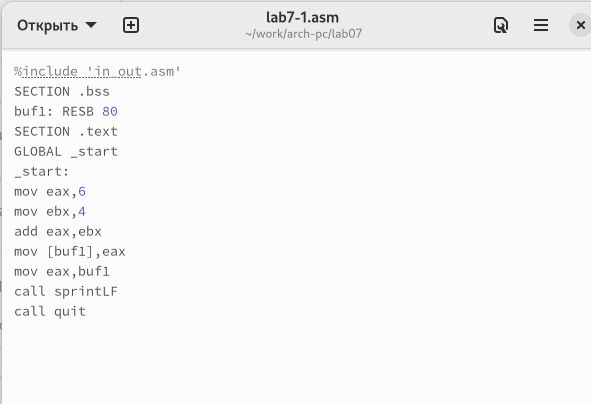 Открыть
lab7-1.asm
~/work/arch-pc/lab07
%include 'in_out.asm'
SECTION .bss
buf1: RESB 80
SECTION .text
GLOBAL _start
_start:
mov eax,6
mov ebx,4
add eax,ebx
mov [buf1],eax
mov eax,buf1
call sprintLF
call quit